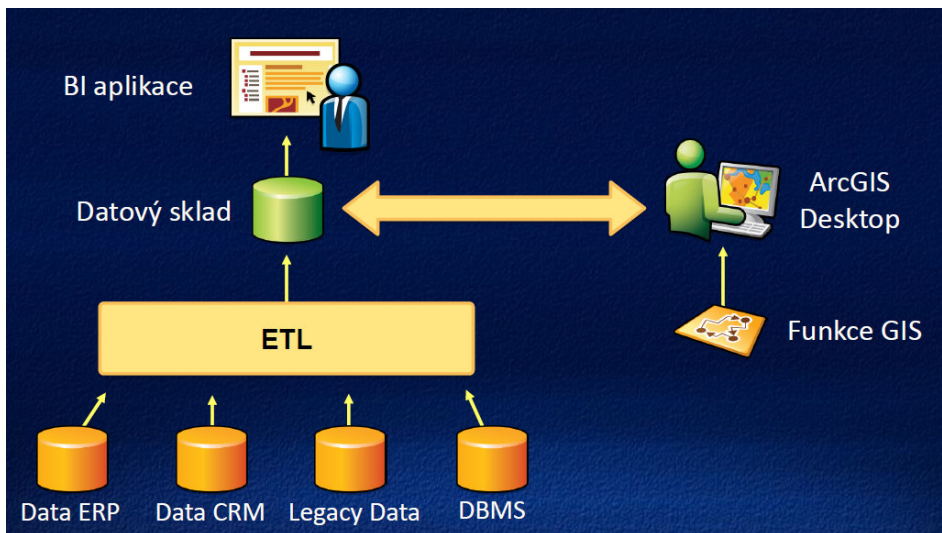 BI aplikace
Datový sklad
ArcGIS
Desktop
ETL
Funkce GIS
Data ERP
Data CRM
Legacy Data
DBMS